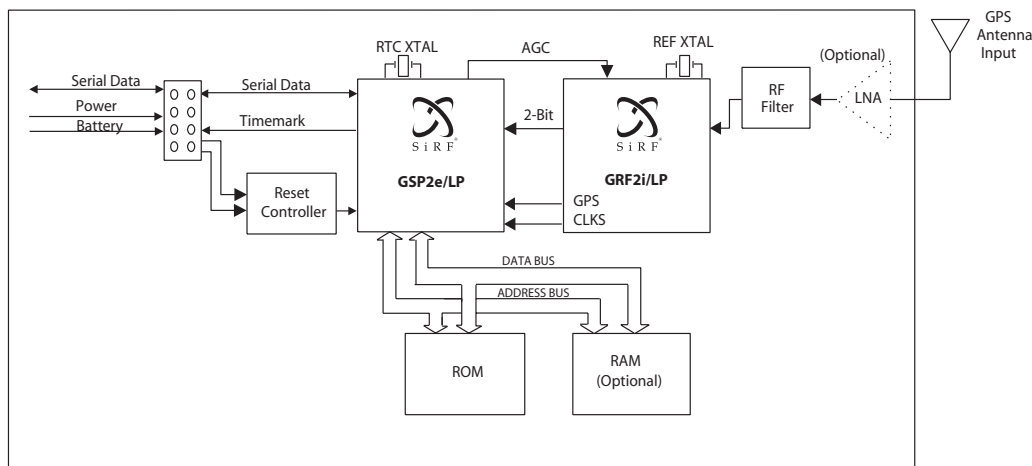 GPS
Antenna
Input
RTC XTAL
AGC
REF XTAL
(Optional)
Serial Data
Serial Data
Power
Battery
Timemark
2-Bit
RF
Filter
LNA
SiRF®
SiRF®
GSP2e/LP
GRF2i/LP
Reset
Controller
GPS
CLKS
DATA BUS
ADDRESS BUS
ROM
RAM
(Optional)